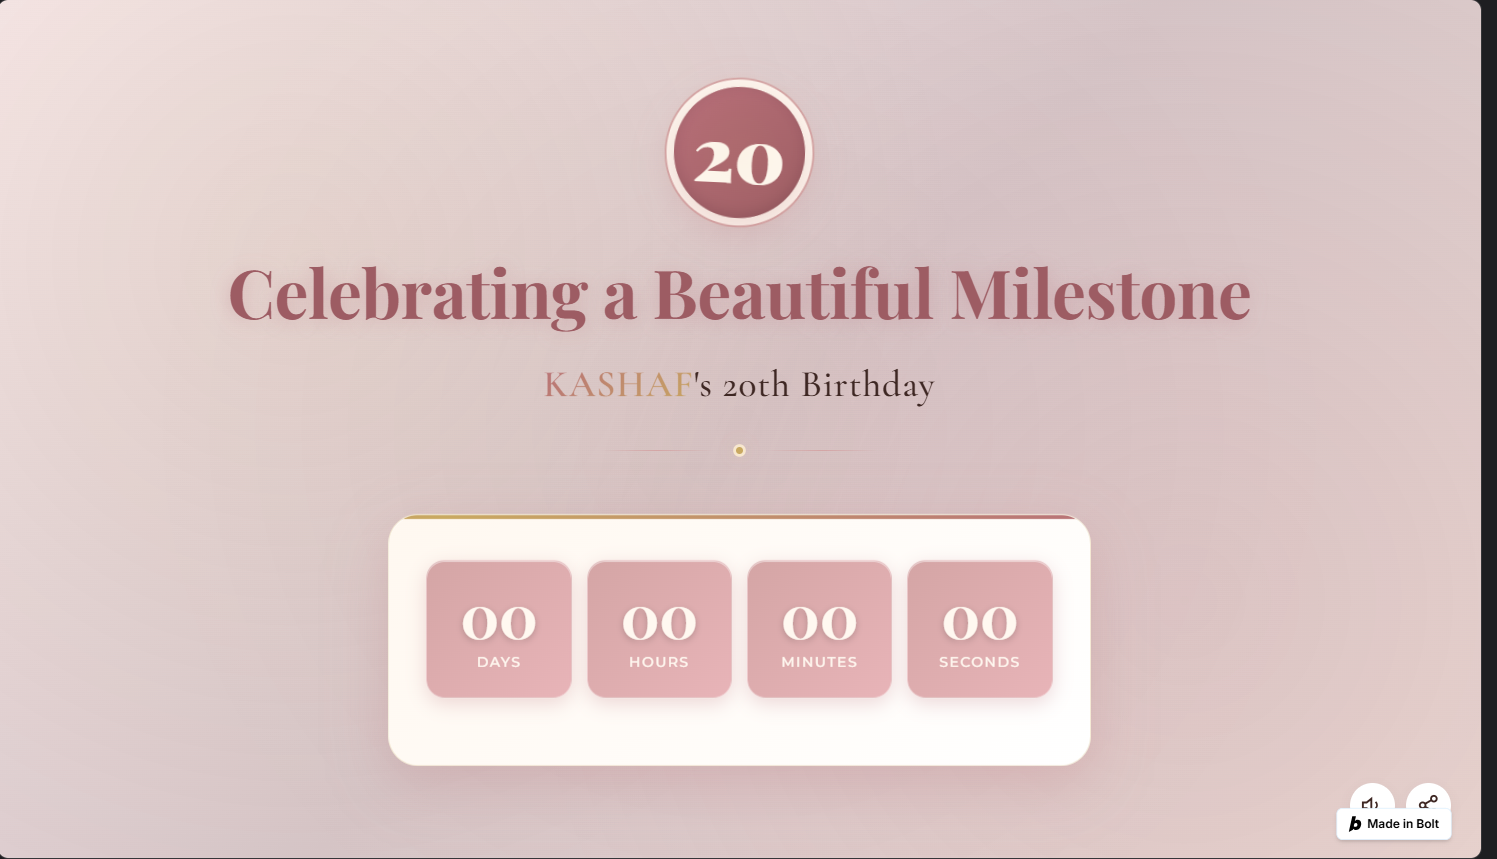 20
Celebrating a Beautiful Milestone
KASHAF's 20th Birthday
00 00 00 00
DAYS HOURS MINUTES SECONDS
Made in Bolt